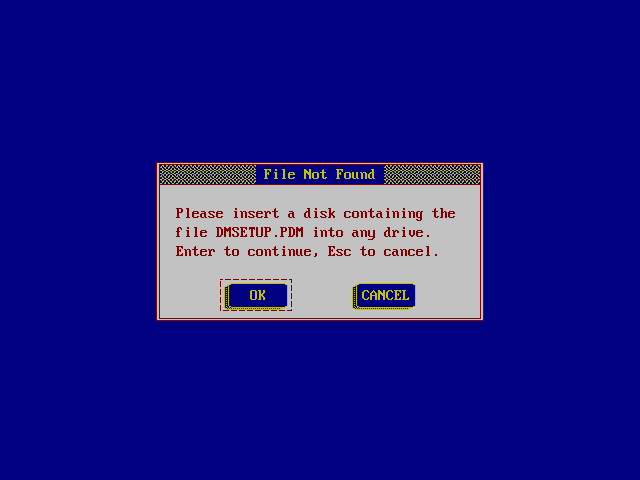 File Not Found
Please insert a disk containing the
file DMSETUP.PDM into any drive.
Enter to continue, Esc to cancel.
OK CANCEL